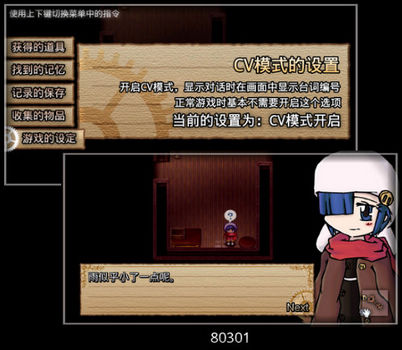 使用上下键切换菜单中的指令
获得的道具
找到的记忆
记录的保存
收集的物品
游戏的设定
CV模式的设置
开启CV模式，显示对话时在画面中显示台词编号
正常游戏时基本不需要开启这个选项
当前的设置为：CV模式开启
雨似乎小了一点呢。
Next
80301